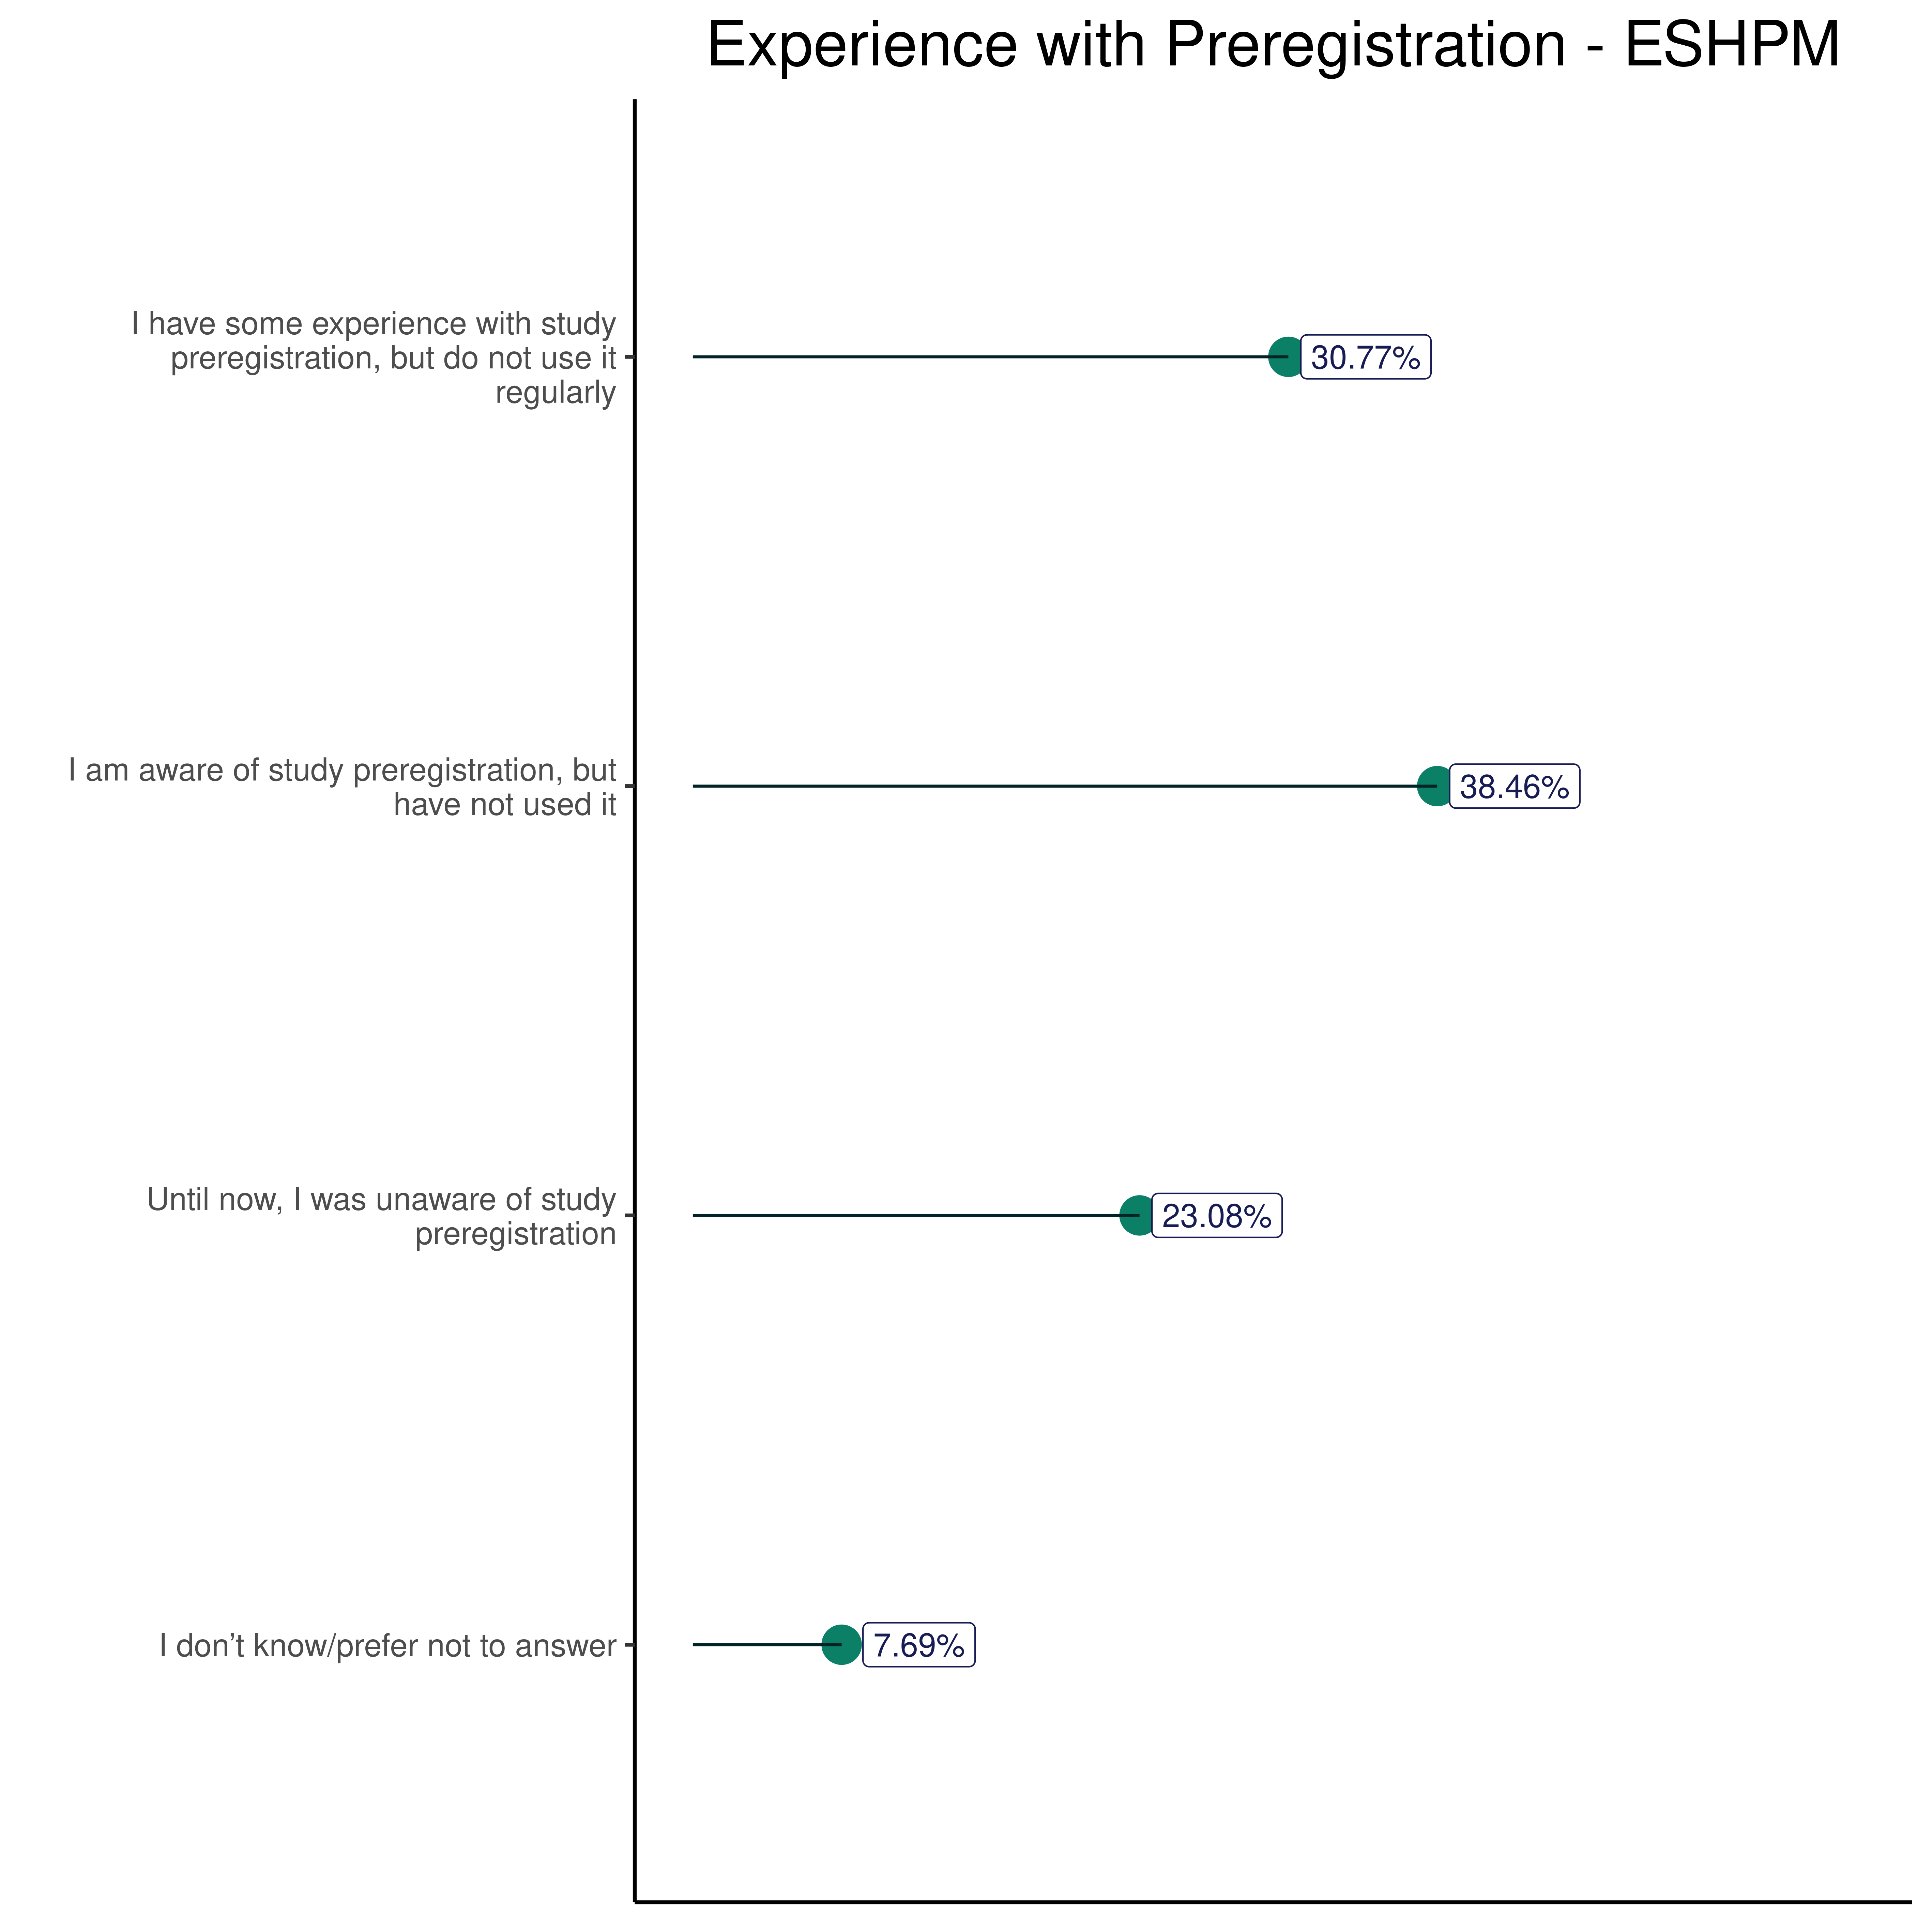 Experience with Preregistration - ESHPM
I have some experience with study
preregistration, but do not use it
regularly
30.77%
I am aware of study preregistration, but
have not used it
38.46%
Until now, I was unaware of study
preregistration
23.08%
I don’t know/prefer not to answer
7.69%